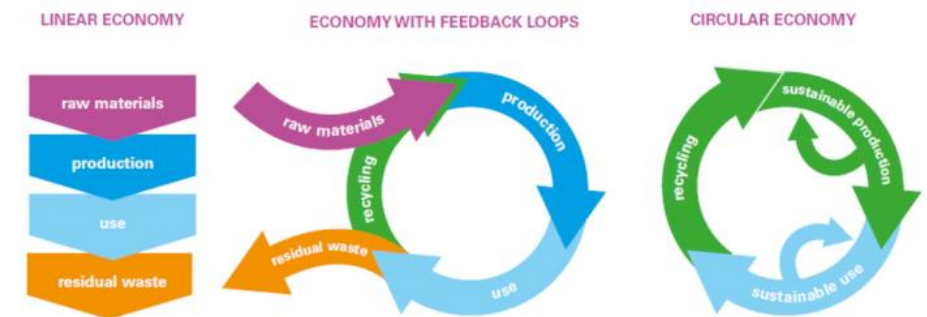 LINEAR ECONOMY
raw materials
production
use
residual waste
ECONOMY WITH FEEDBACK LOOPS
raw materials
production
recycling
residual waste
use
CIRCULAR ECONOMY
sustainable production
recycling
sustainable use